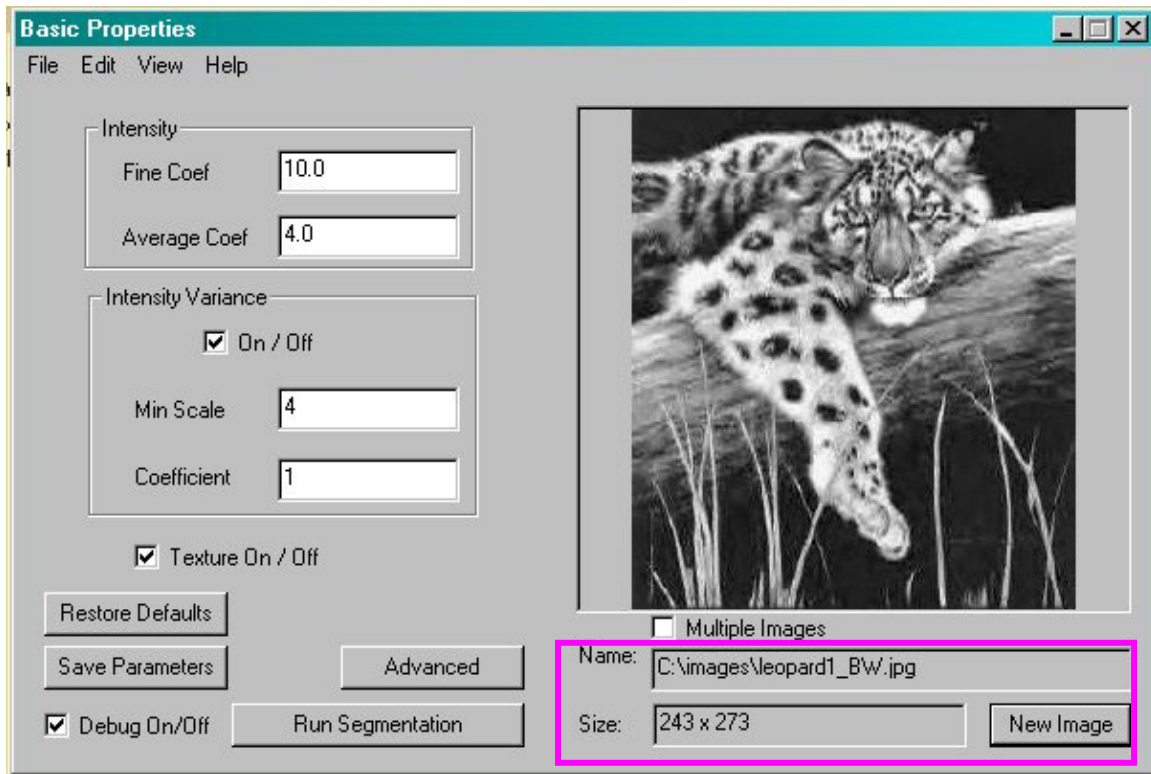 Basic Properties
File Edit View Help
Intensity
Fine Coef 10.0
Average Coef 4.0
Intensity Variance
On / Off
Min Scale 4
Coefficient 1
Texture On / Off
Restore Defaults
Save Parameters Advanced
Debug On/Off Run Segmentation
Multiple Images
Name: C:\images\leopard1_BW.jpg
Size: 243 x 273 New Image